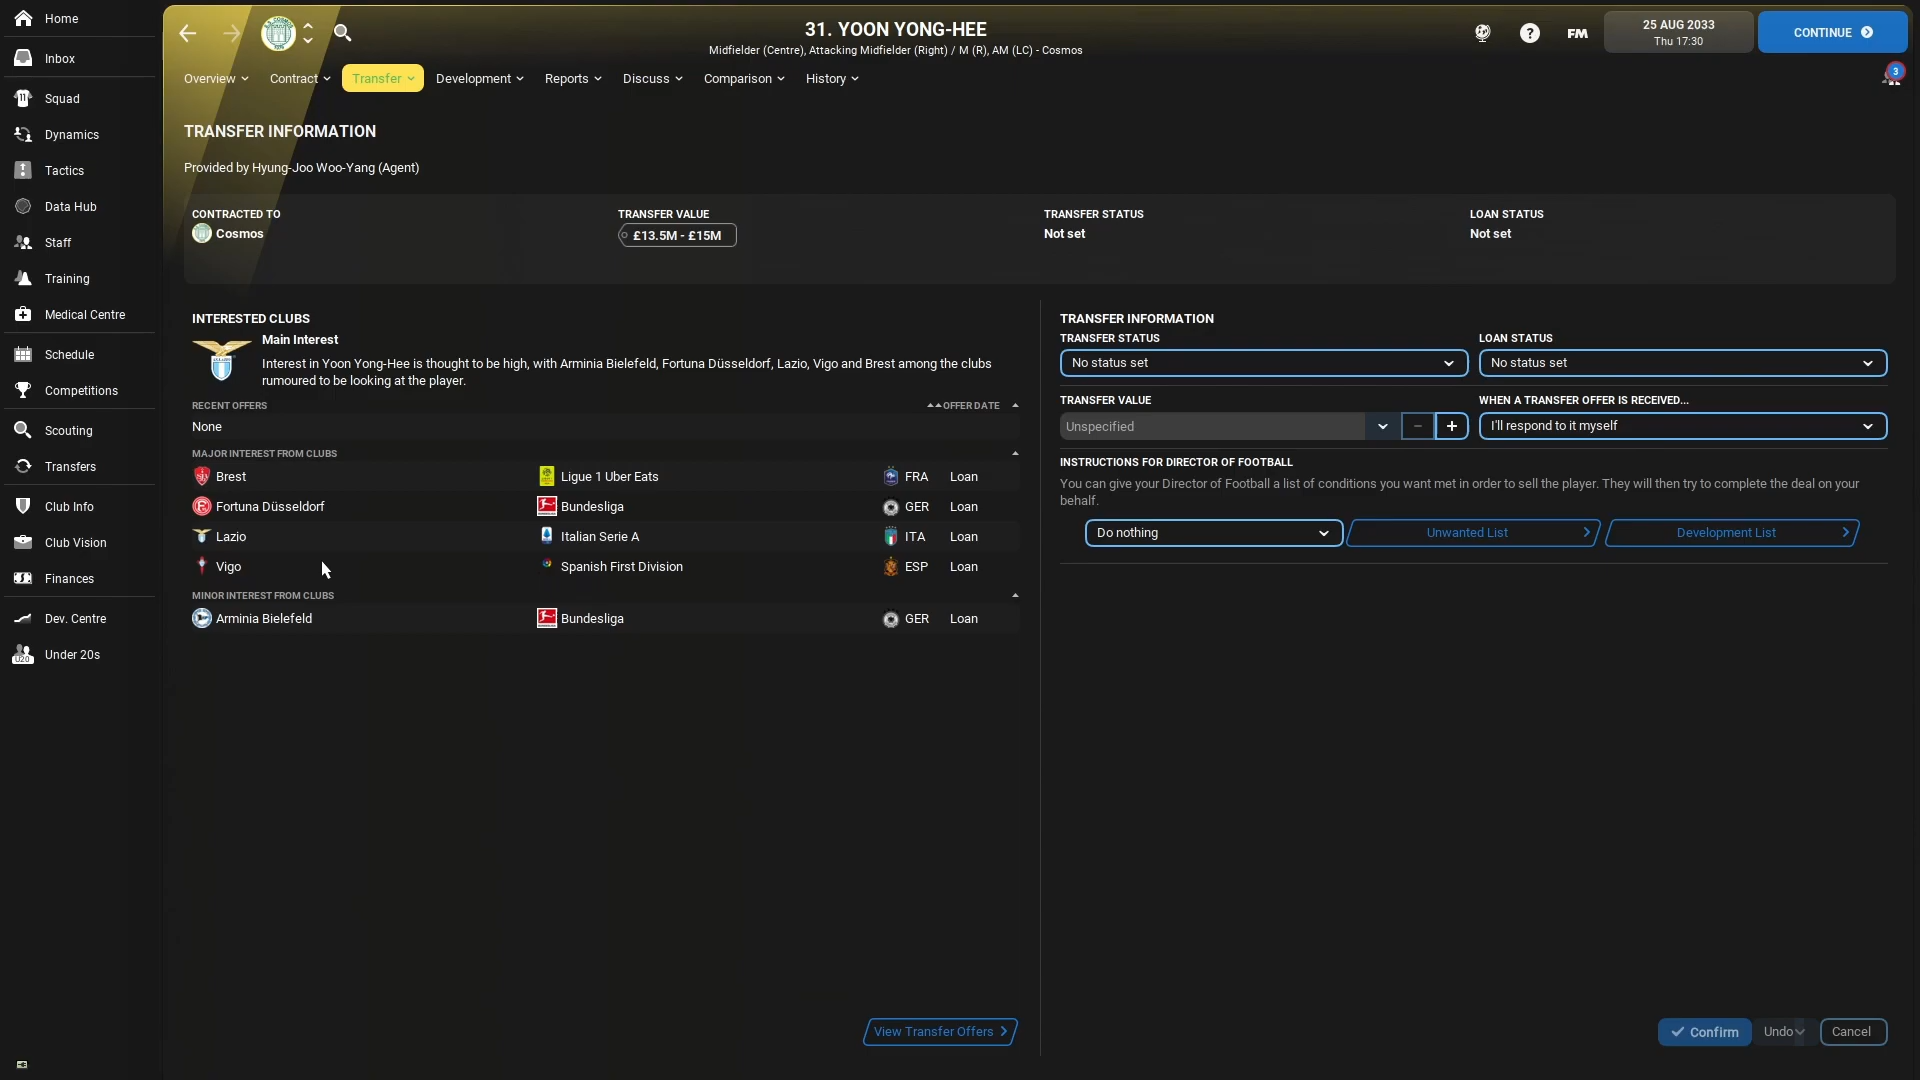 Home
Inbox
Squad
Dynamics
Tactics
Data Hub
Staff
Training
Medical Centre
Schedule
Competitions
Scouting
Transfers
Club Info
Club Vision
Finances
Dev. Centre
U20
Under 20s
31. YOON YONG-HEE
Midfielder (Centre), Attacking Midfielder (Right) / M (R), AM (LC) - Cosmos
FM
25 AUG 2033
Thu 17:30
CONTINUE
Overview
Contract
Transfer
Development
Reports
Discuss
Comparison
History
3
TRANSFER INFORMATION
Provided by Hyung-Joo Woo-Yang (Agent)
CONTRACTED TO
Cosmos
TRANSFER VALUE
£13.5M - £15M
TRANSFER STATUS
Not set
LOAN STATUS
Not set
INTERESTED CLUBS
Main Interest
Interest in Yoon Yong-Hee is thought to be high, with Arminia Bielefeld, Fortuna Düsseldorf, Lazio, Vigo and Brest among the clubs
rumoured to be looking at the player.
RECENT OFFERS OFFER DATE
None
MAJOR INTEREST FROM CLUBS
Brest Ligue 1 Uber Eats FRA Loan
Fortuna Düsseldorf Bundesliga GER Loan
Lazio Italian Serie A ITA Loan
Vigo Spanish First Division ESP Loan
MINOR INTEREST FROM CLUBS
Arminia Bielefeld Bundesliga GER Loan
View Transfer Offers
TRANSFER INFORMATION
TRANSFER STATUS LOAN STATUS
No status set No status set
TRANSFER VALUE WHEN A TRANSFER OFFER IS RECEIVED...
Unspecified I'll respond to it myself
INSTRUCTIONS FOR DIRECTOR OF FOOTBALL
You can give your Director of Football a list of conditions you want met in order to sell the player. They will then try to complete the deal on your
behalf.
Do nothing Unwanted List Development List
Confirm Undo Cancel